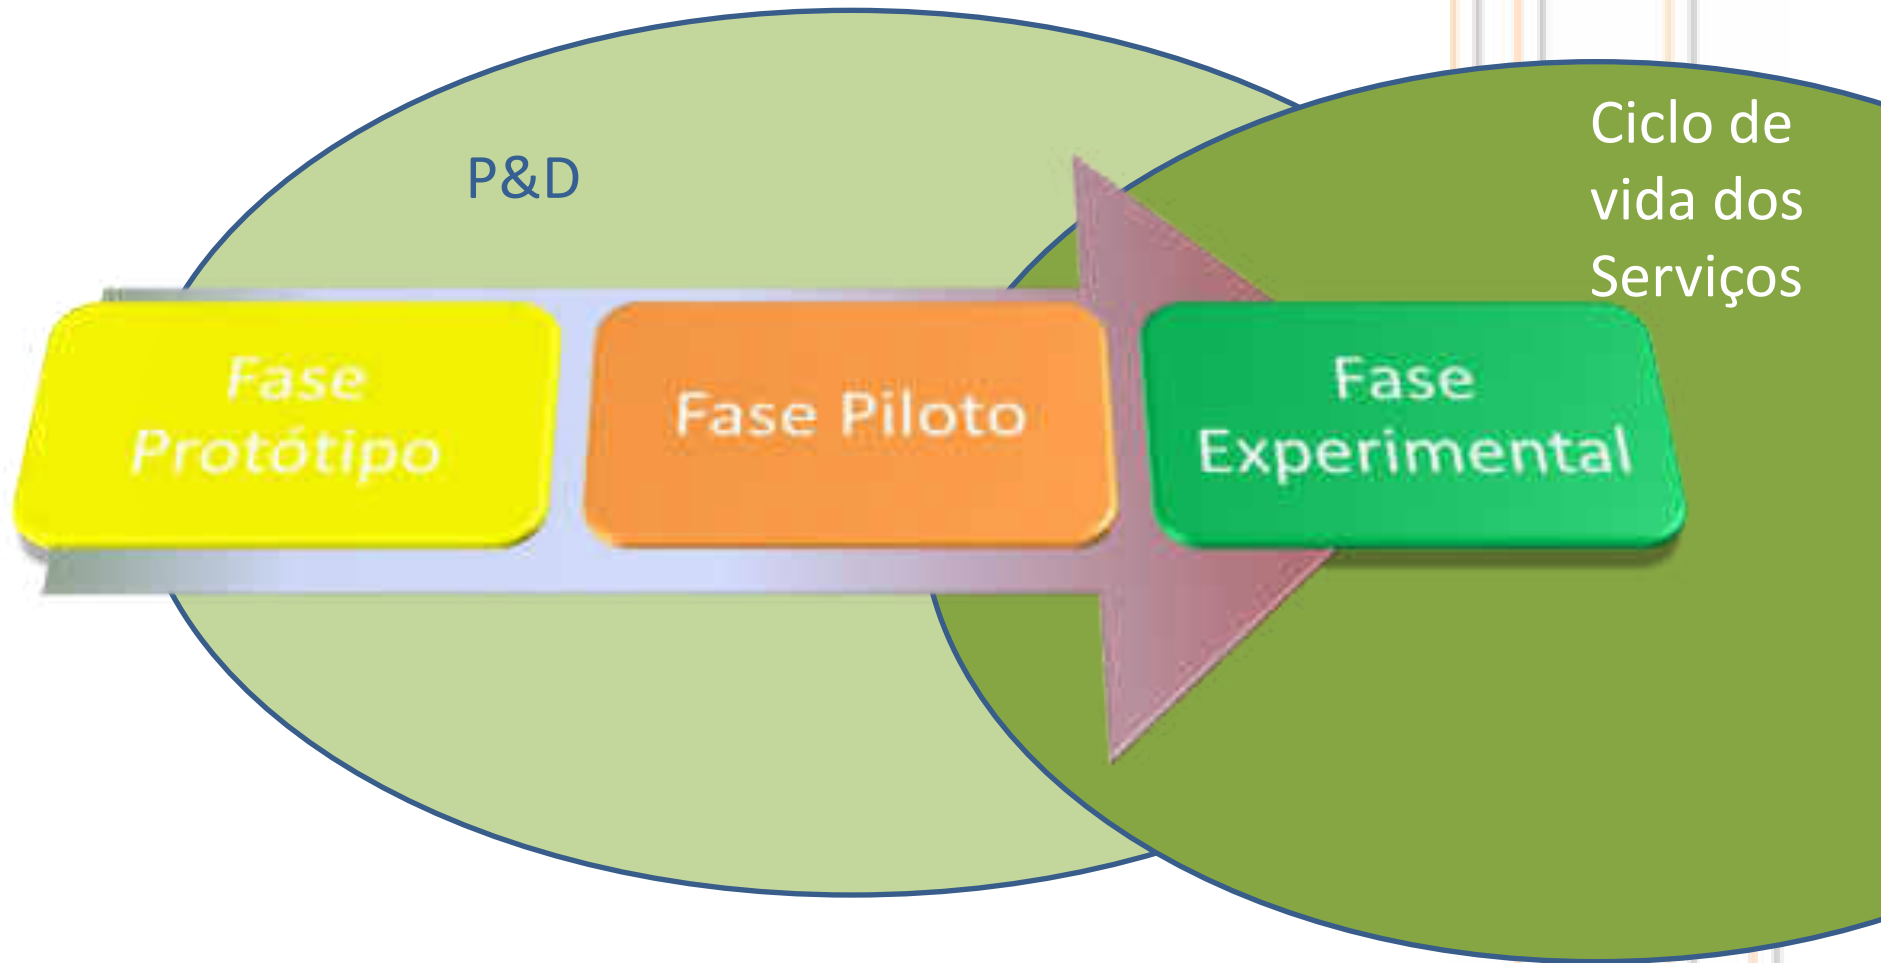 P&D
Ciclo de
vida dos
Serviços
Fase
Protótipo
Fase Piloto
Fase
Experimental